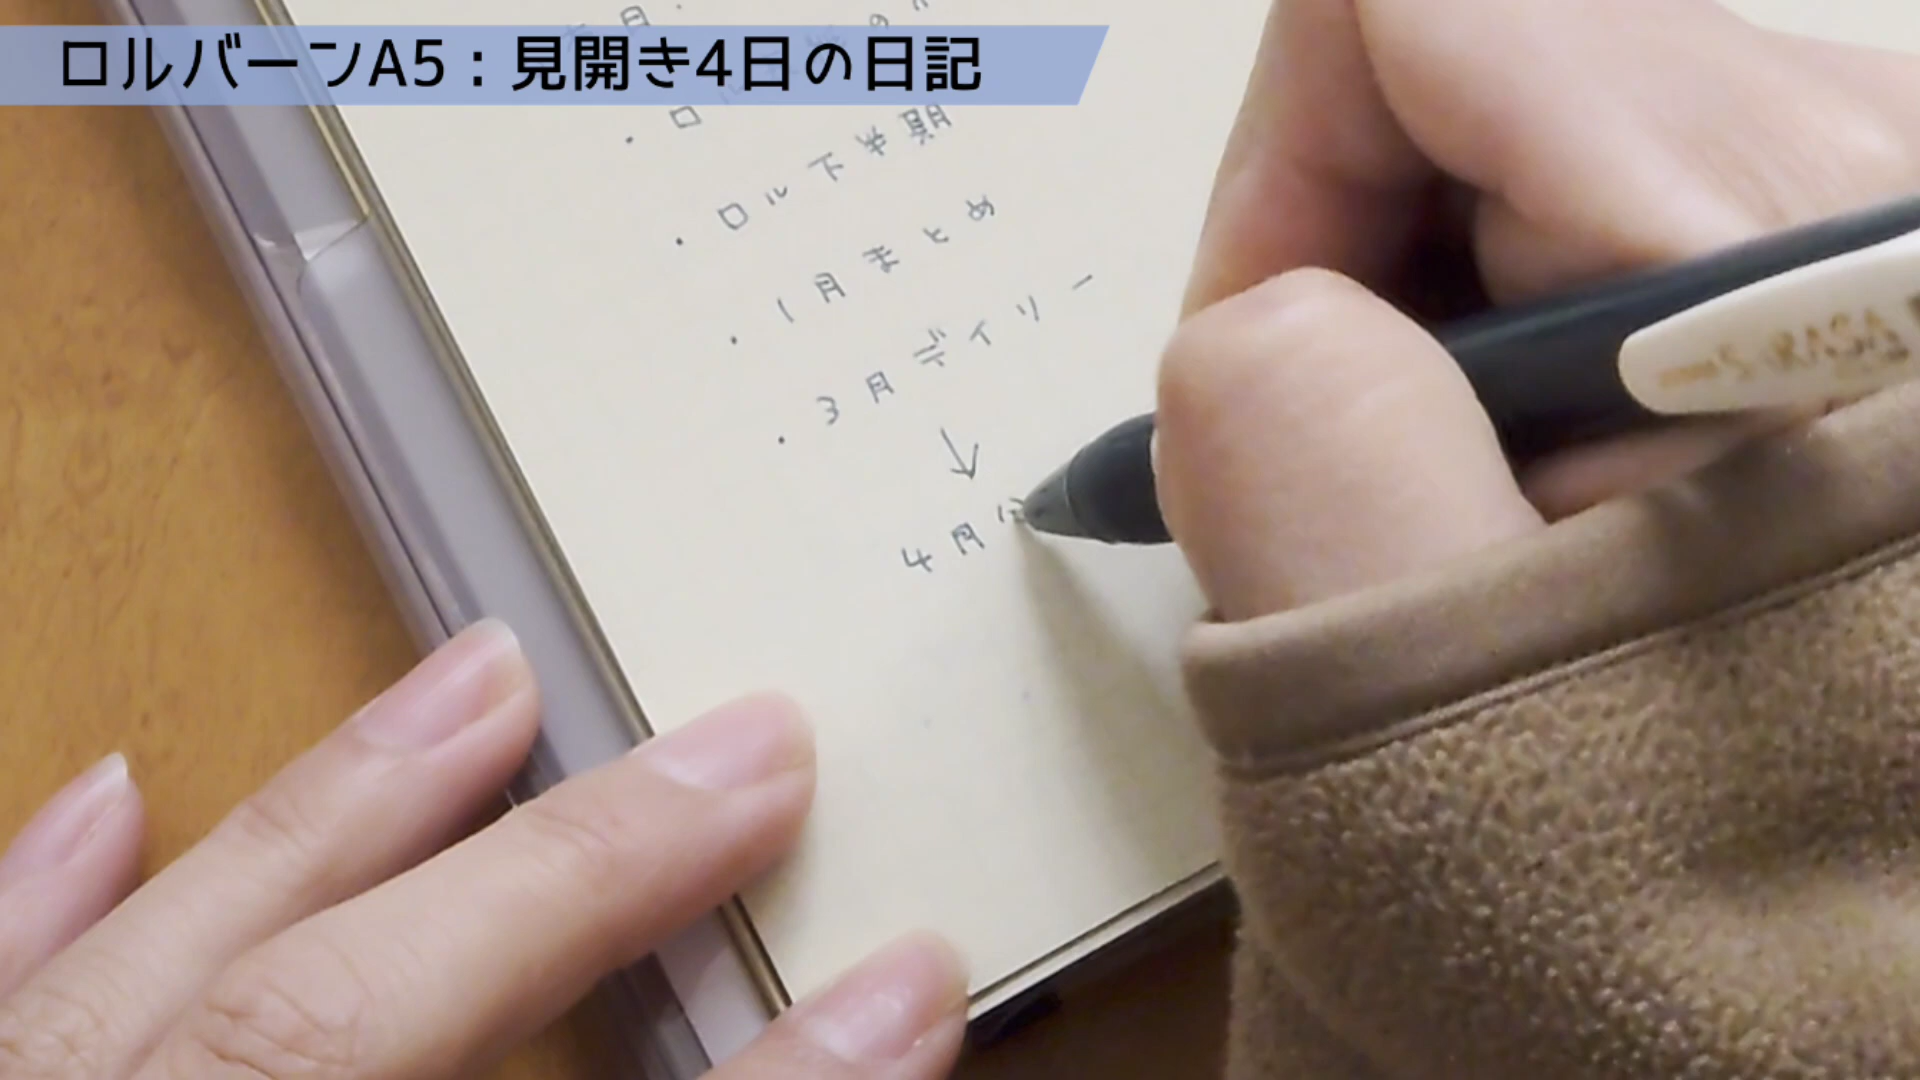 ロルバーンA5：見開き4日の日記
・ロル下半期
・1月まとめ
・3月デイリー
↓
4月
SARASA